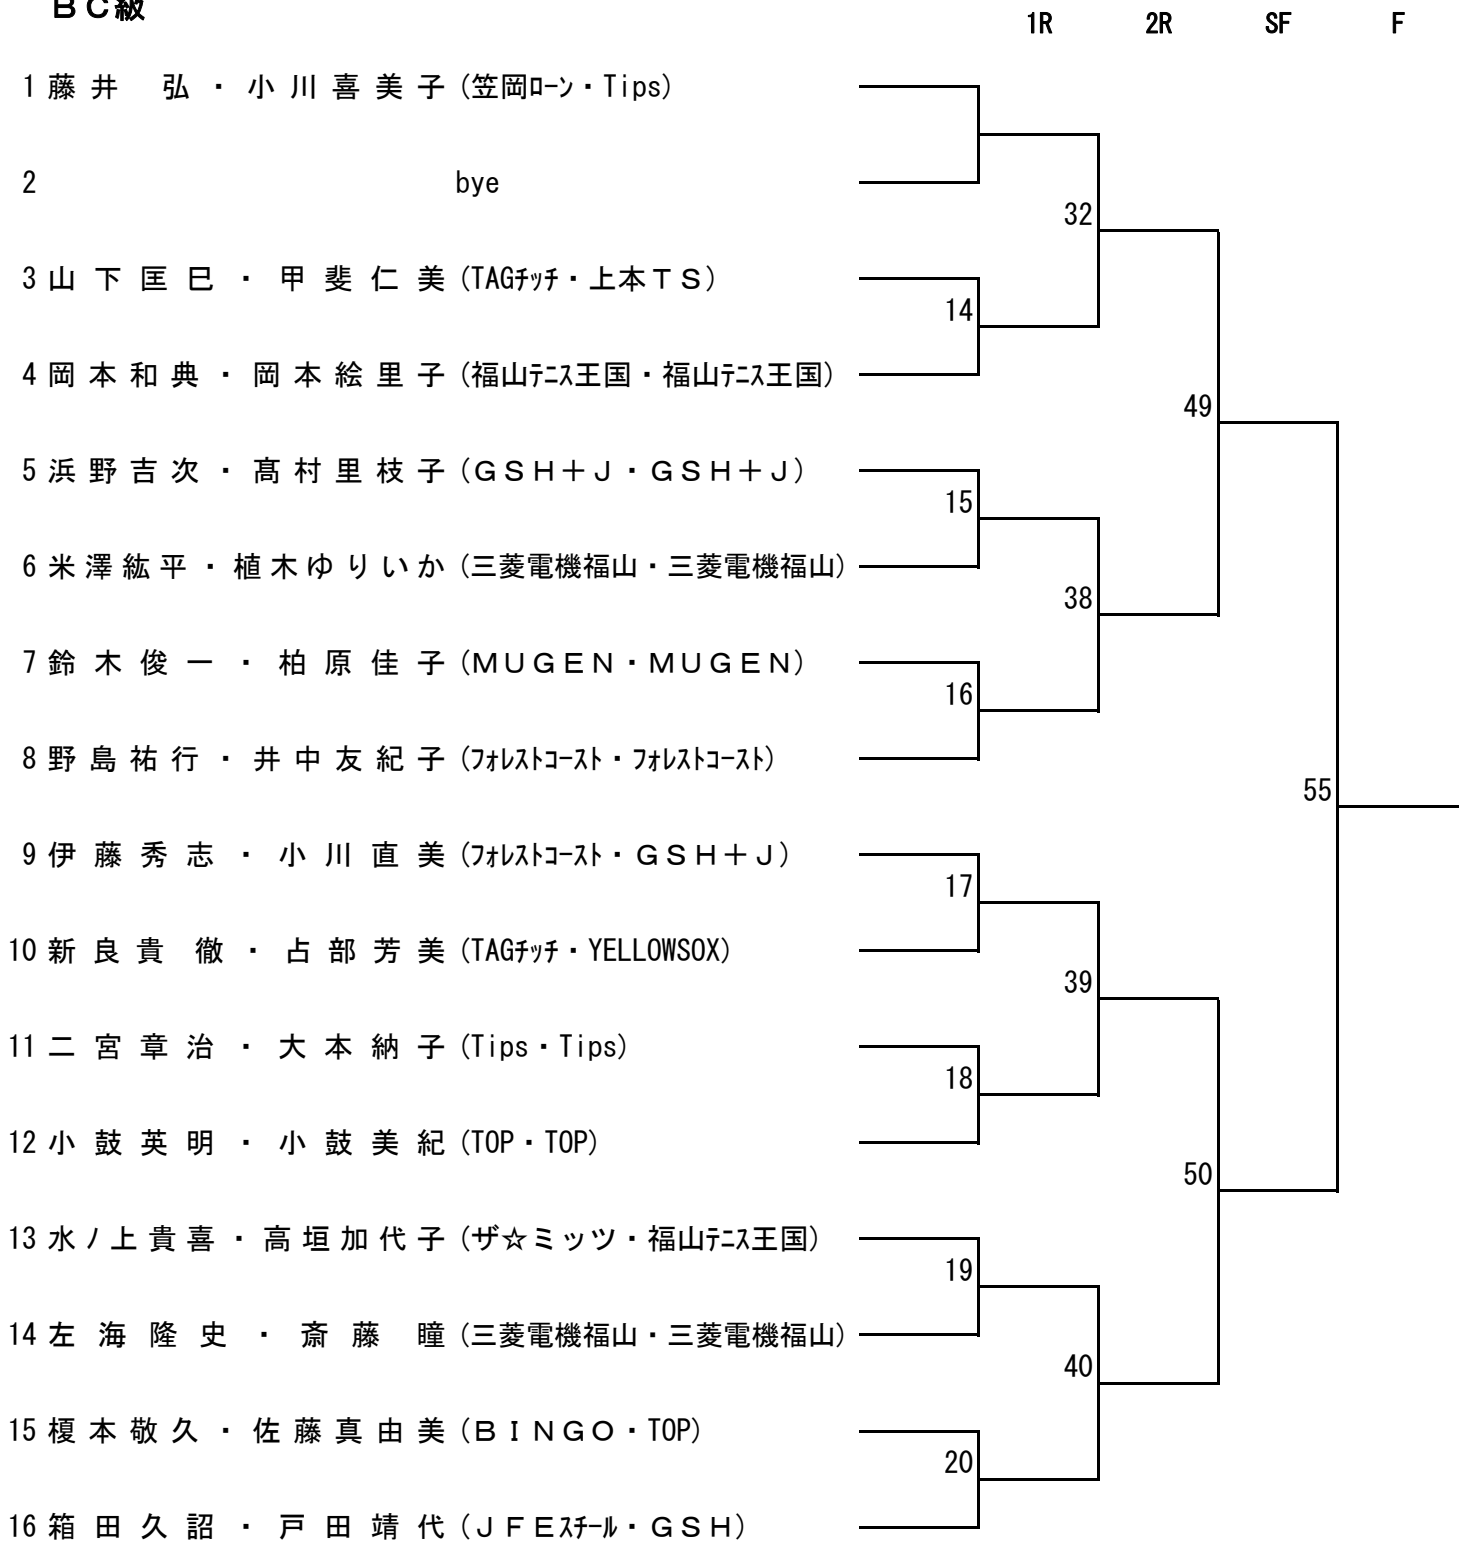 ＢＣ級
1R 2R SF F
1 藤井　弘・小川喜美子 (笠岡ﾛｰﾝ・Tips)
2 bye
32
3 山下匡巳・甲斐仁美 (TAGﾁｯﾁ・上本ＴＳ)
14
4 岡本和典・岡本絵里子 (福山ﾃﾆｽ王国・福山ﾃﾆｽ王国)
49
5 浜野吉次・髙村里枝子 (ＧＳＨ＋Ｊ・ＧＳＨ＋Ｊ)
15
6 米澤紘平・植木ゆりいか (三菱電機福山・三菱電機福山)
38
7 鈴木俊一・柏原佳子 (ＭＵＧＥＮ・ＭＵＧＥＮ)
16
8 野島祐行・井中友紀子 (ﾌｫﾚｽﾄｺｰｽﾄ・ﾌｫﾚｽﾄｺｰｽﾄ)
55
9 伊藤秀志・小川直美 (ﾌｫﾚｽﾄｺｰｽﾄ・ＧＳＨ＋Ｊ)
17
10 新良貴　徹・占部芳美 (TAGﾁｯﾁ・YELLOWSOX)
39
11 二宮章治・大本納子 (Tips・Tips)
18
12 小鼓英明・小鼓美紀 (TOP・TOP)
50
13 水ﾉ上貴喜・高垣加代子 (ザ☆ミッツ・福山ﾃﾆｽ王国)
19
14 左海隆史・斎藤　瞳 (三菱電機福山・三菱電機福山)
40
15 榎本敬久・佐藤真由美 (ＢＩＮＧＯ・TOP)
20
16 箱田久詔・戸田靖代 (ＪＦＥｽﾁｰﾙ・ＧＳＨ)